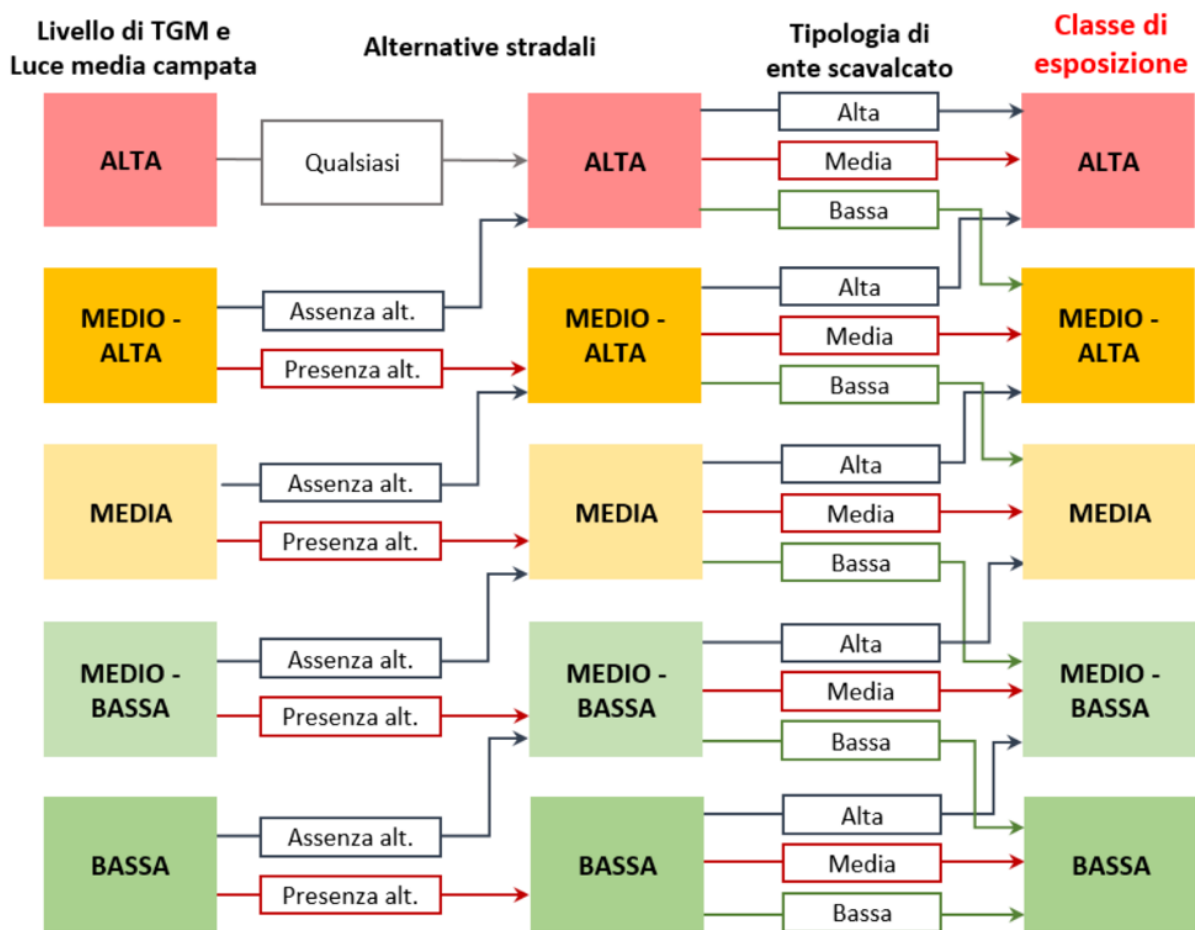 Livello di TGM e
Luce media campata
Alternative stradali
Tipologia di
ente scavalcato
Classe di
esposizione
ALTA
Qualsiasi
ALTA
Alta
Media
Bassa
ALTA
MEDIO -
ALTA
Assenza alt.
Presenza alt.
MEDIO -
ALTA
Alta
Media
Bassa
MEDIO -
ALTA
MEDIA
Assenza alt.
Presenza alt.
MEDIA
Alta
Media
Bassa
MEDIA
MEDIO -
BASSA
Assenza alt.
Presenza alt.
MEDIO -
BASSA
Alta
Media
Bassa
MEDIO -
BASSA
BASSA
Assenza alt.
Presenza alt.
BASSA
Alta
Media
Bassa
BASSA